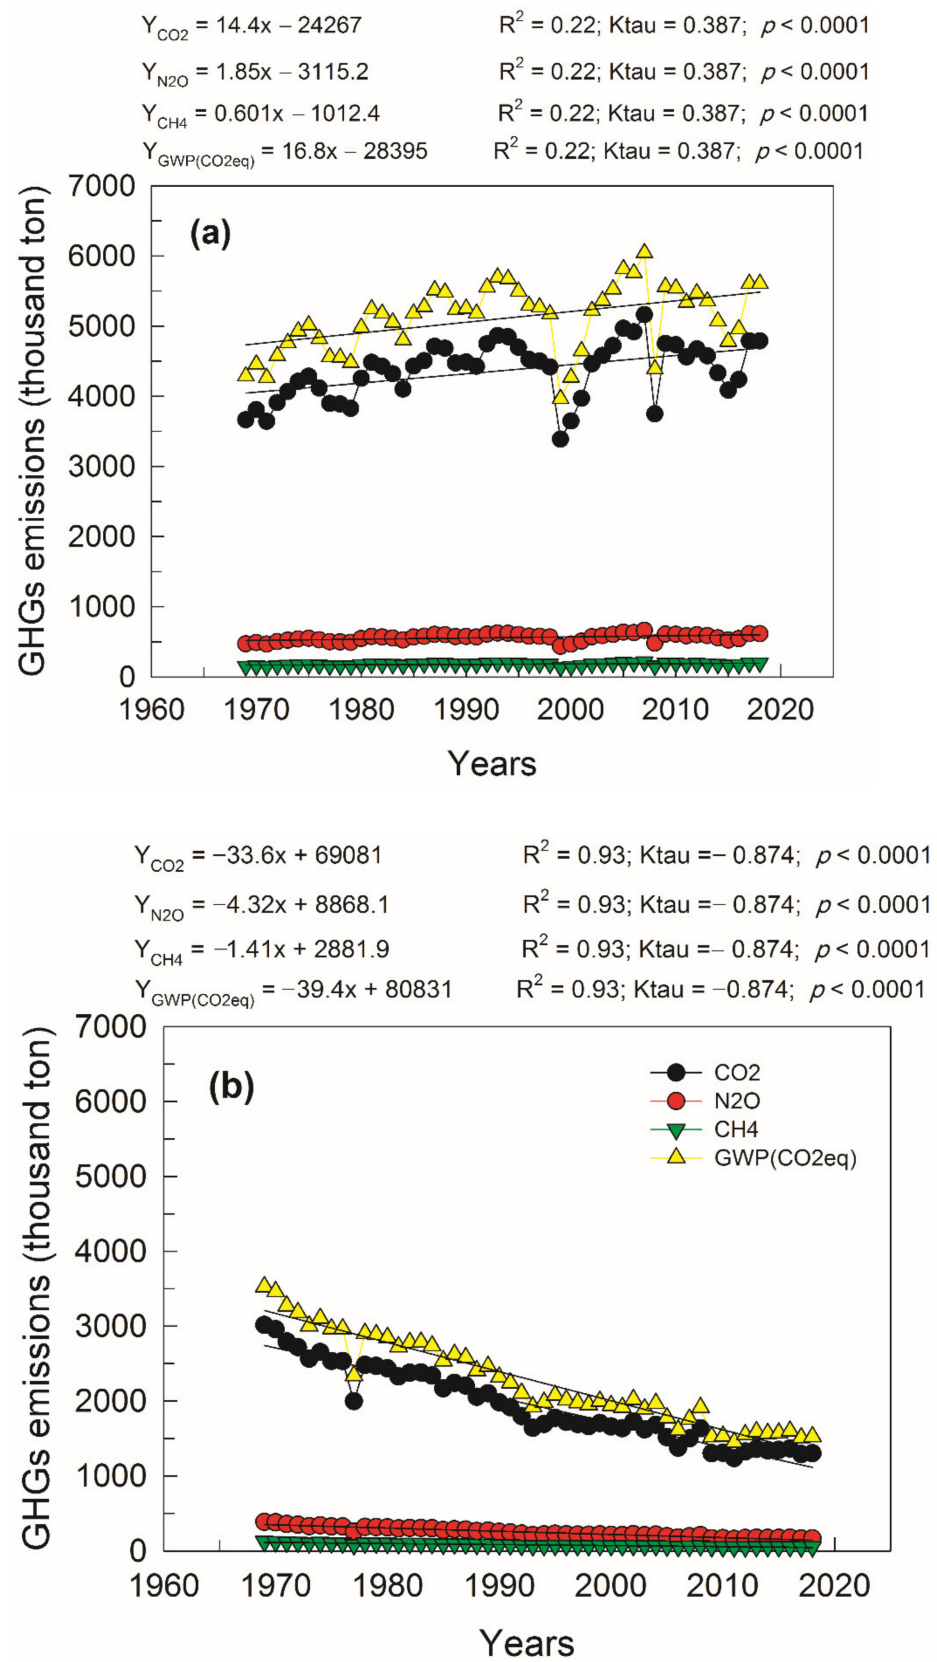 Y_CO2 = 14.4x – 24267 R² = 0.22; Ktau = 0.387; p < 0.0001
Y_N2O = 1.85x – 3115.2 R² = 0.22; Ktau = 0.387; p < 0.0001
Y_CH4 = 0.601x – 1012.4 R² = 0.22; Ktau = 0.387; p < 0.0001
Y_GWP(CO2eq) = 16.8x – 28395 R² = 0.22; Ktau = 0.387; p < 0.0001
GHGs emissions (thousand ton)
7000
6000
5000
4000
3000
2000
1000
0
(a)
1960 1970 1980 1990 2000 2010 2020
Years
Y_CO2 = –33.6x + 69081 R² = 0.93; Ktau =– 0.874; p < 0.0001
Y_N2O = –4.32x + 8868.1 R² = 0.93; Ktau =– 0.874; p < 0.0001
Y_CH4 = –1.41x + 2881.9 R² = 0.93; Ktau =– 0.874; p < 0.0001
Y_GWP(CO2eq) = –39.4x + 80831 R² = 0.93; Ktau = –0.874; p < 0.0001
GHGs emissions (thousand ton)
7000
6000
5000
4000
3000
2000
1000
0
(b)
CO2
N2O
CH4
GWP(CO2eq)
1960 1970 1980 1990 2000 2010 2020
Years